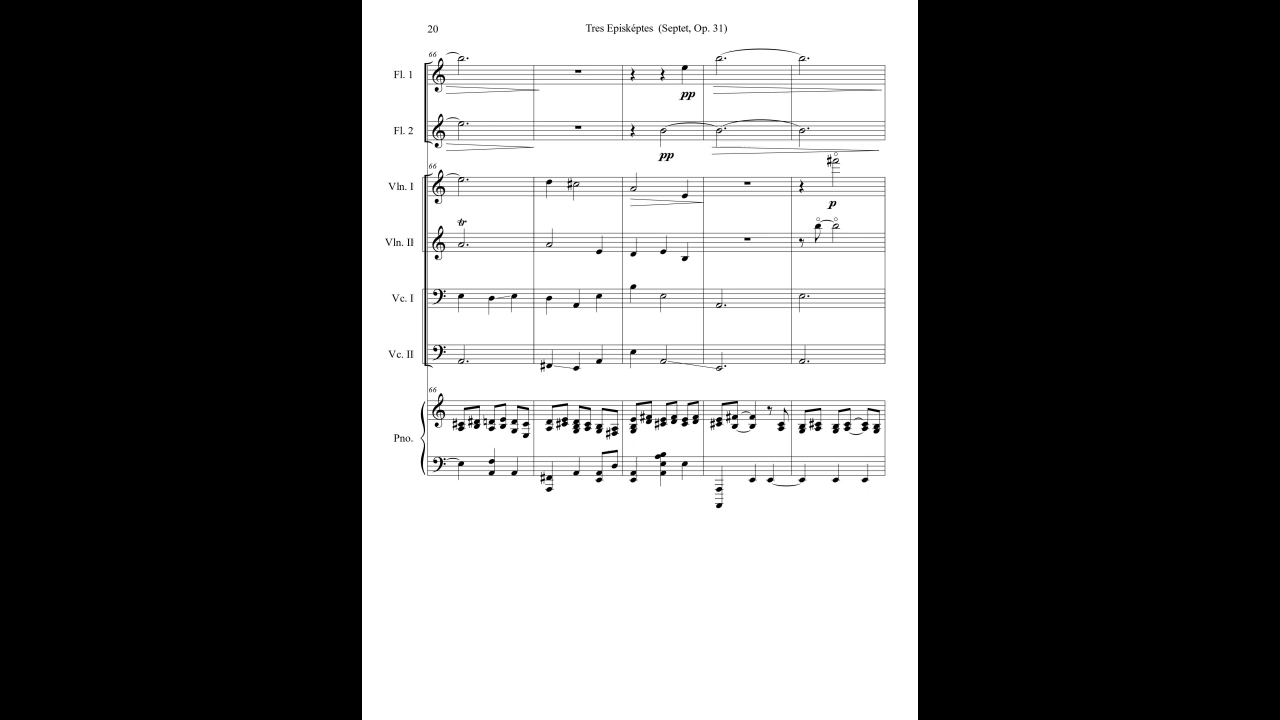 20
Tres Episképtes (Septet, Op. 31)
66
Fl. 1
pp
Fl. 2
pp
66
Vln. I
p
tr
Vln. II
Vc. I
Vc. II
66
Pno.